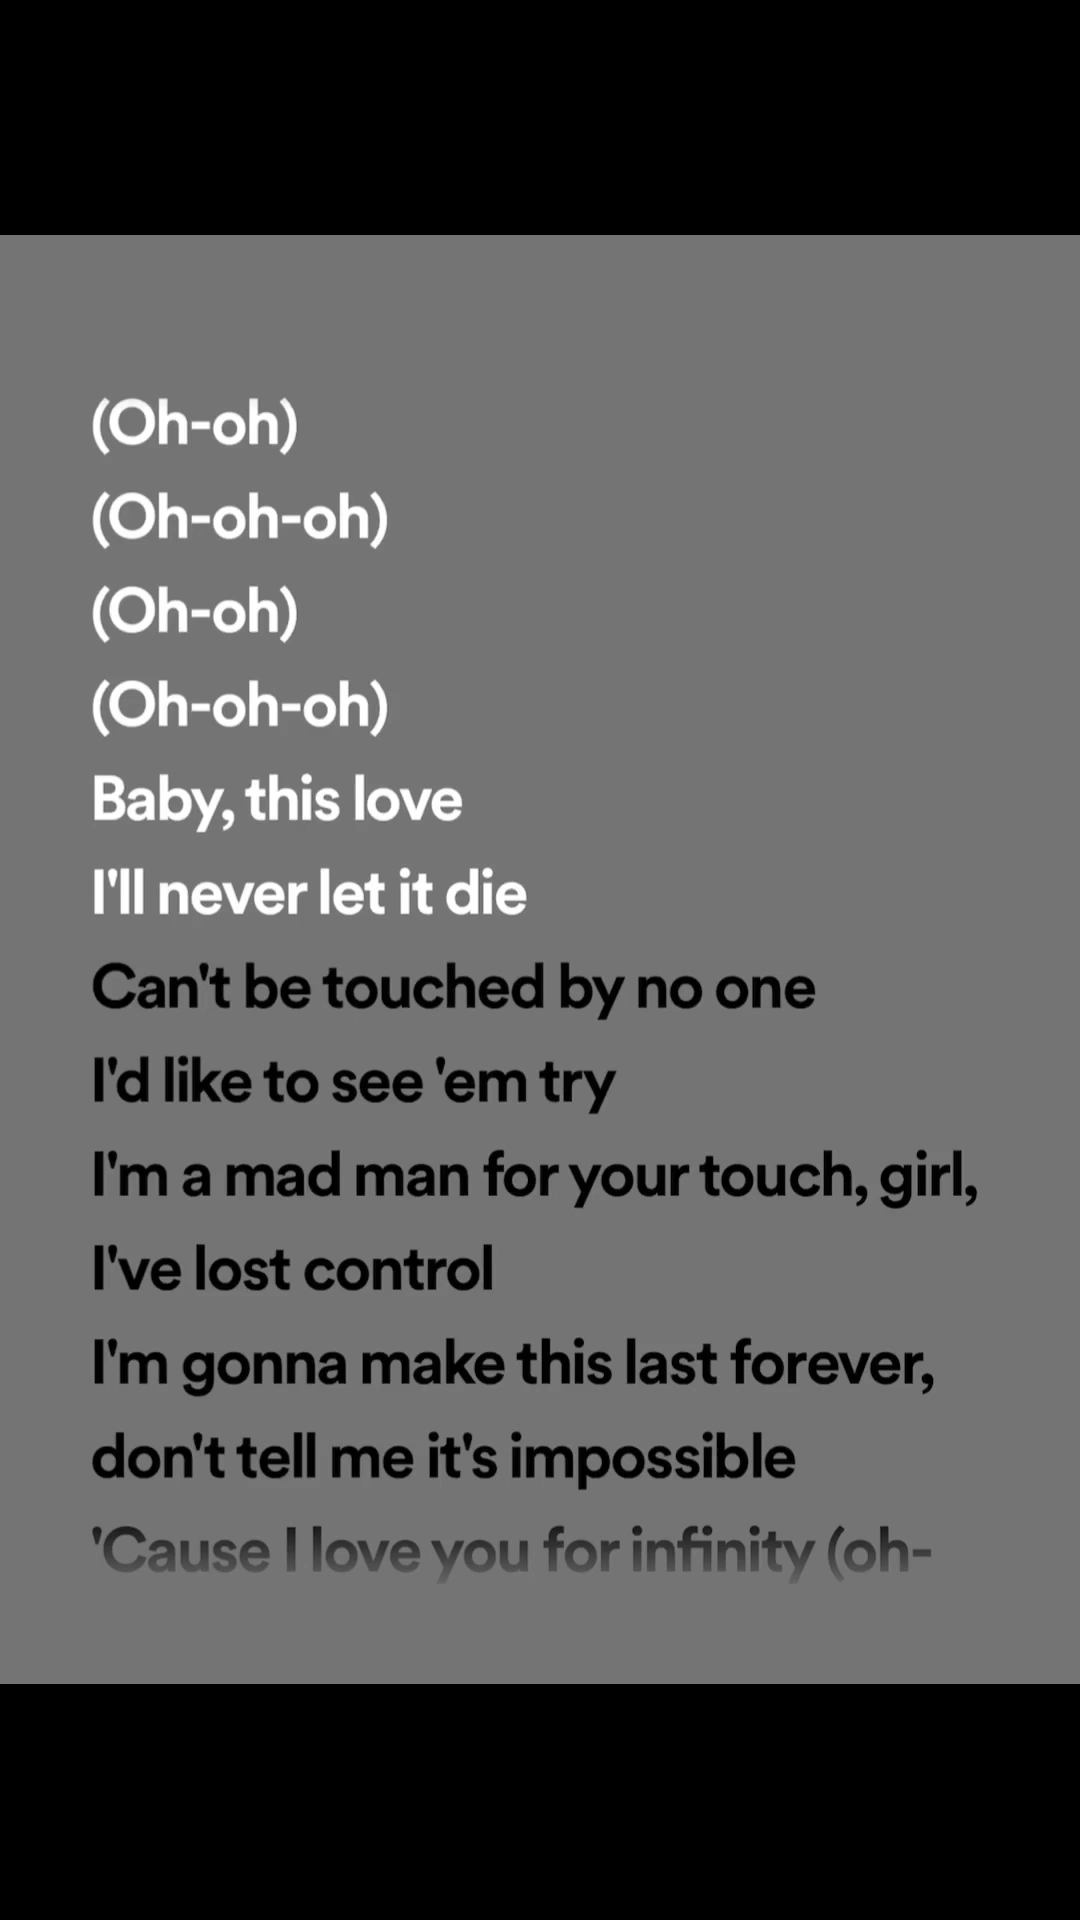 (Oh-oh)
(Oh-oh-oh)
(Oh-oh)
(Oh-oh-oh)
Baby, this love
I'll never let it die
Can't be touched by no one
I'd like to see 'em try
I'm a mad man for your touch, girl,
I've lost control
I'm gonna make this last forever,
don't tell me it's impossible
'Cause I love you for infinity (oh-